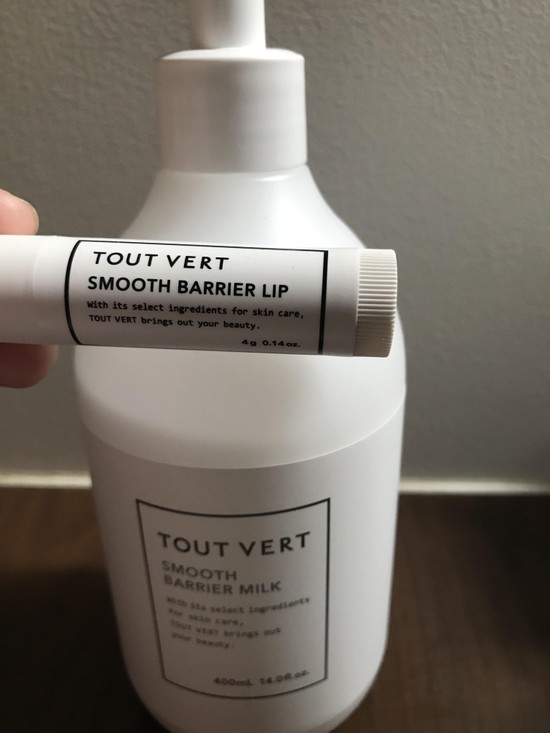 TOUT VERT
SMOOTH BARRIER LIP
With its select ingredients for skin care,
TOUT VERT brings out your beauty.
4g 0.14oz.
TOUT VERT
SMOOTH
BARRIER MILK
With its select ingredients
for skin care,
TOUT VERT brings out
your beauty.
400mL 14.0fl.oz.